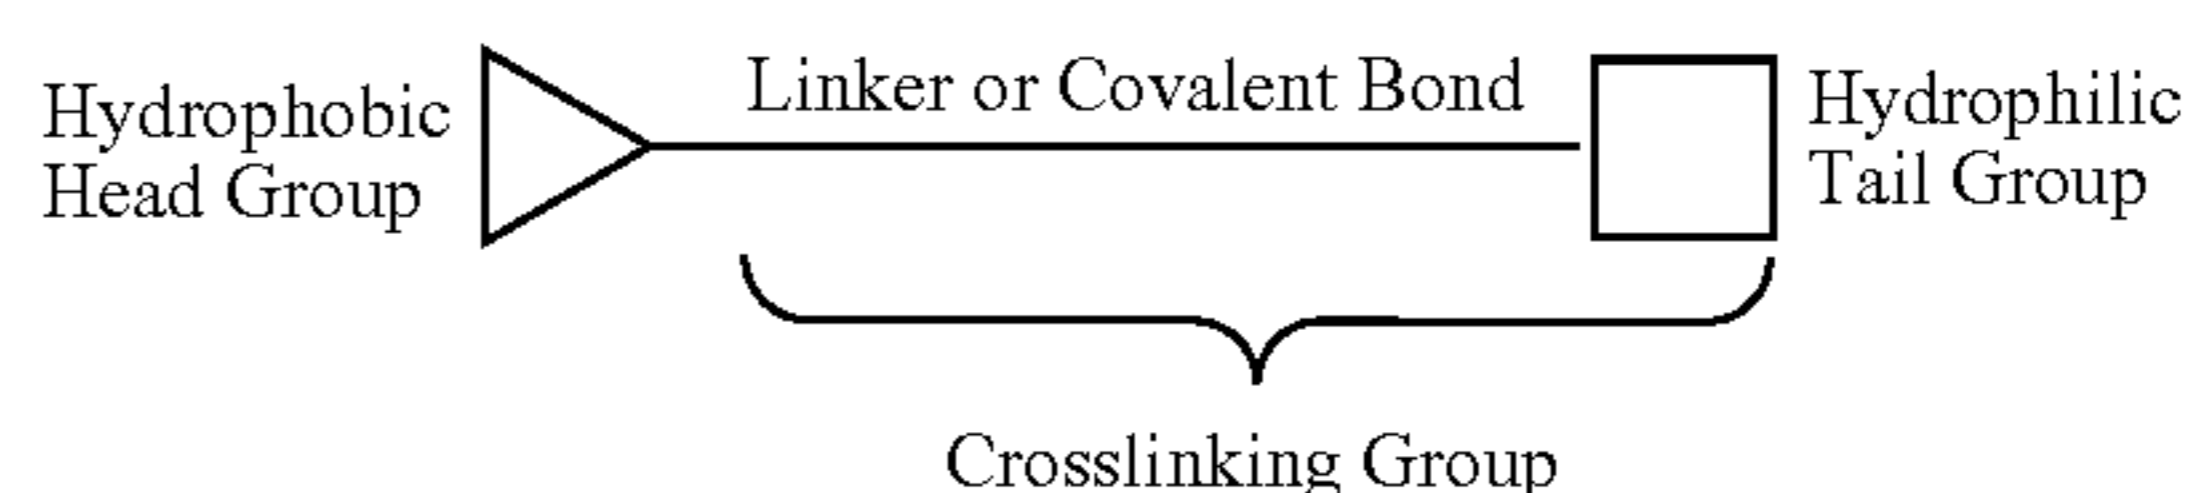 Hydrophobic
Head Group
Linker or Covalent Bond
Hydrophilic
Tail Group
Crosslinking Group